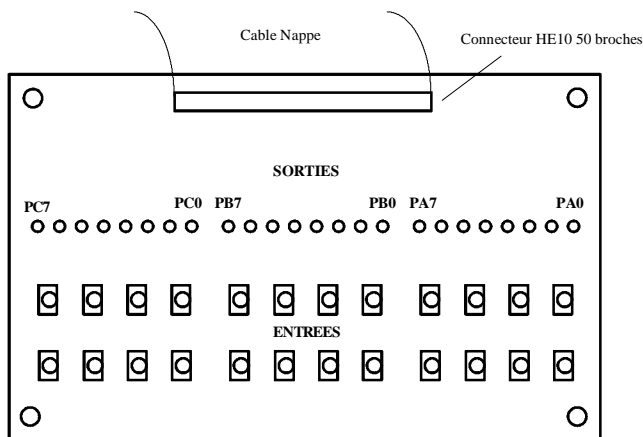 Cable Nappe
Connecteur HE10 50 broches
SORTIES
PC7 PC0 PB7 PB0 PA7 PA0
ENTREES